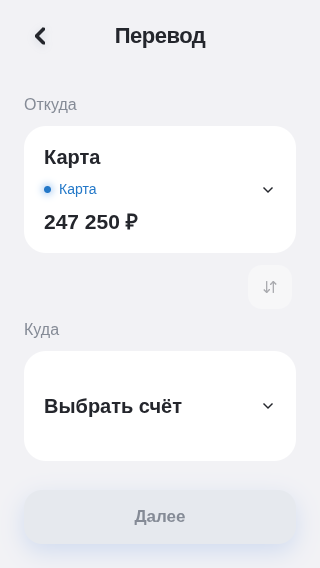 Перевод
Откуда
Карта
Карта
247 250 ₽
Куда
Выбрать счёт
Далее